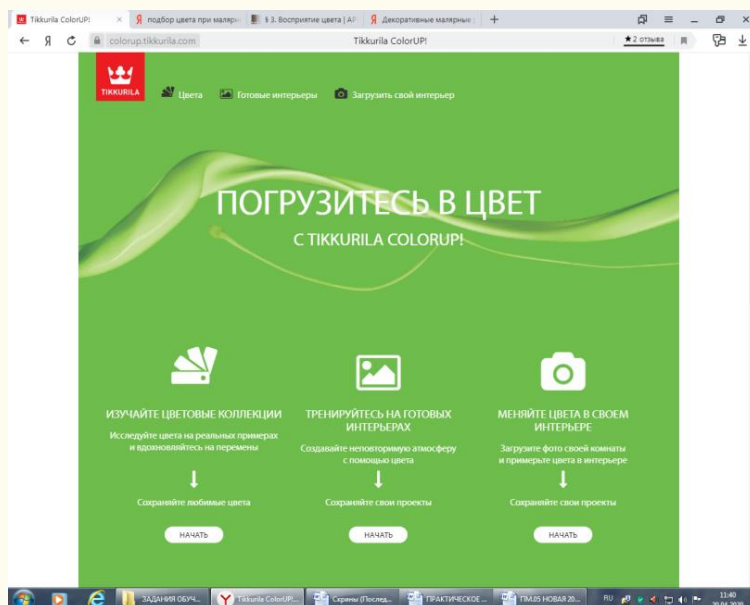 Tikkurila ColorUP!
подбор цвета при маляр
§ 3. Восприятие цвета | АР
Декоративные малярные
colorup.tikkurila.com
Tikkurila ColorUP!
★ 2 отзыва
TIKKURILA
Цвета
Готовые интерьеры
Загрузить свой интерьер
ПОГРУЗИТЕСЬ В ЦВЕТ
С TIKKURILA COLORUP!
ИЗУЧАЙТЕ ЦВЕТОВЫЕ КОЛЛЕКЦИИ
Исследуйте цвета на реальных примерах
и вдохновляйтесь на перемены
Сохраняйте любимые цвета
НАЧАТЬ
ТРЕНИРУЙТЕСЬ НА ГОТОВЫХ
ИНТЕРЬЕРАХ
Создавайте неповторимую атмосферу
с помощью цвета
Сохраняйте свои проекты
НАЧАТЬ
МЕНЯЙТЕ ЦВЕТА В СВОЕМ
ИНТЕРЬЕРЕ
Загрузите фото своей комнаты
и примерьте цвета в интерьере
Сохраняйте свои проекты
НАЧАТЬ
ЗАДАНИЯ ОБУЧ...
Tikkurila ColorUP!...
Скрины (Послед...
ПРАКТИЧЕСКОЕ ...
ПМ.05 НОВАЯ 20...
RU
11:40
20.04.2020